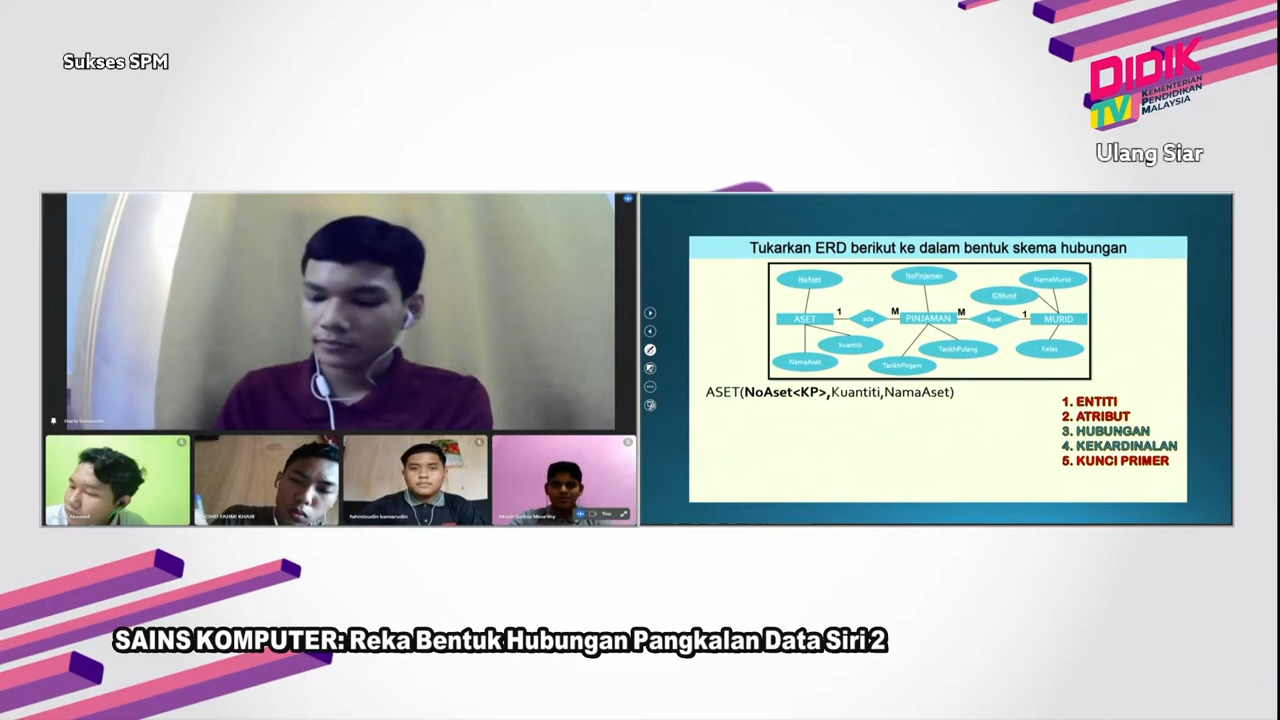 Sukses SPM
DIDIK
TV
KEMENTERIAN
PENDIDIKAN
MALAYSIA
Ulang Siar
Tukarkan ERD berikut ke dalam bentuk skema hubungan
NoAset
NoPinjaman
NamaMurid
IDMurid
ASET
1
ada
M
PINJAMAN
M
buat
1
MURID
kuantiti
NamaAset
TarikhPinjam
TarikhPulang
Kelas
ASET(NoAset<KP>,Kuantiti,NamaAset)
1. ENTITI
2. ATRIBUT
3. HUBUNGAN
4. KEKARDINALAN
5. KUNCI PRIMER
fahmizudin kamarudin
You
SAINS KOMPUTER: Reka Bentuk Hubungan Pangkalan Data Siri 2